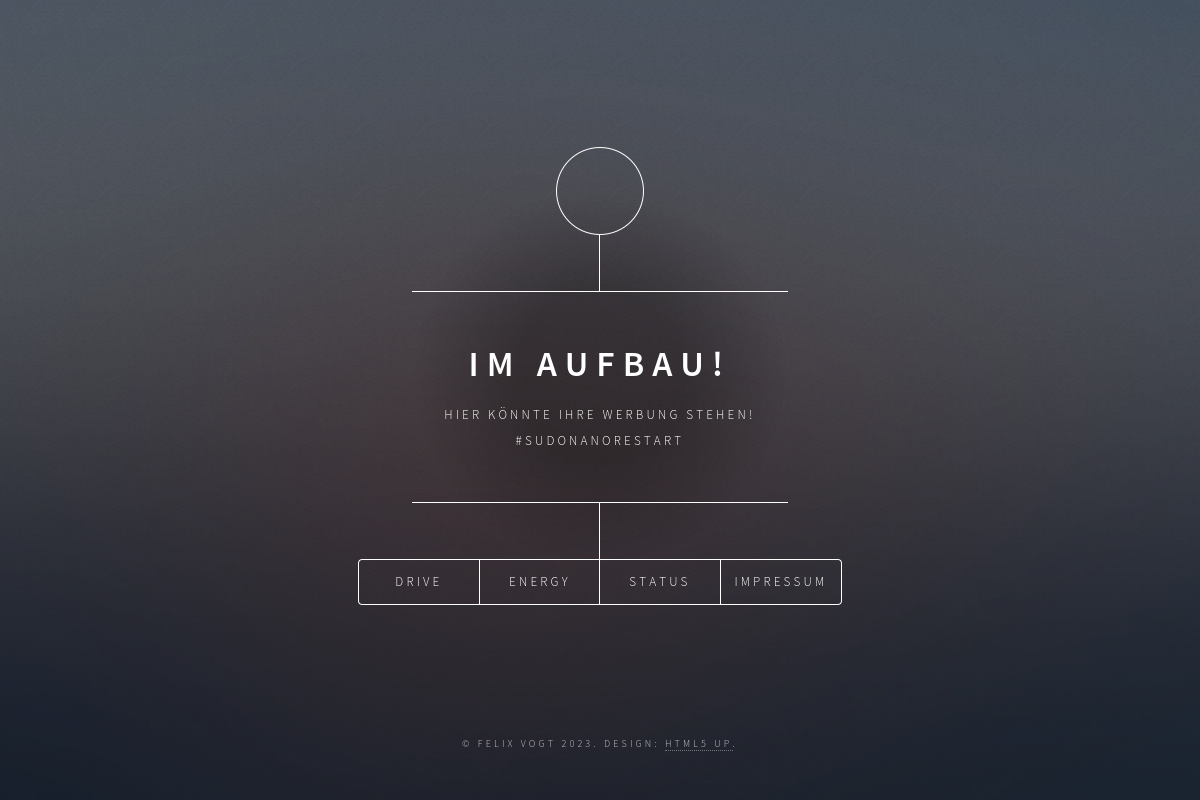 IM AUFBAU!
HIER KÖNNTE IHRE WERBUNG STEHEN!
#SUDONANORESTART
DRIVE
ENERGY
STATUS
IMPRESSUM
© FELIX VOGT 2023. DESIGN: HTML5 UP.